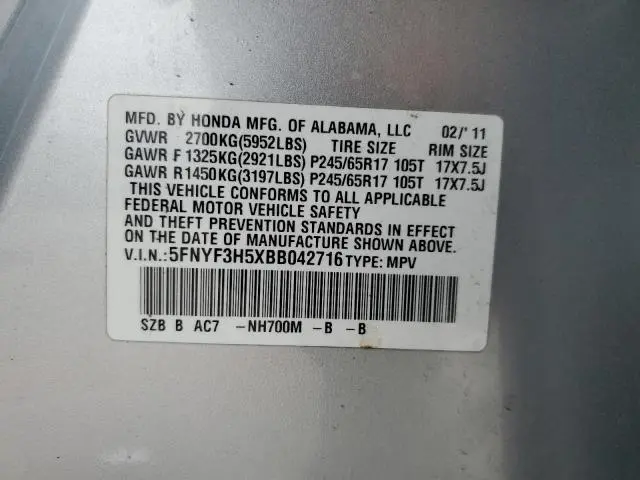 MFD. BY HONDA MFG. OF ALABAMA, LLC 02/'11
GVWR 2700KG(5952LBS) TIRE SIZE RIM SIZE
GAWR F 1325KG(2921LBS) P245/65R17 105T 17X7.5J
GAWR R1450KG(3197LBS) P245/65R17 105T 17X7.5J
THIS VEHICLE CONFORMS TO ALL APPLICABLE
FEDERAL MOTOR VEHICLE SAFETY
AND THEFT PREVENTION STANDARDS IN EFFECT
ON THE DATE OF MANUFACTURE SHOWN ABOVE.
V.I.N.:5FNYF3H5XBB042716TYPE: MPV
SZB B AC7 -NH700M -B -B